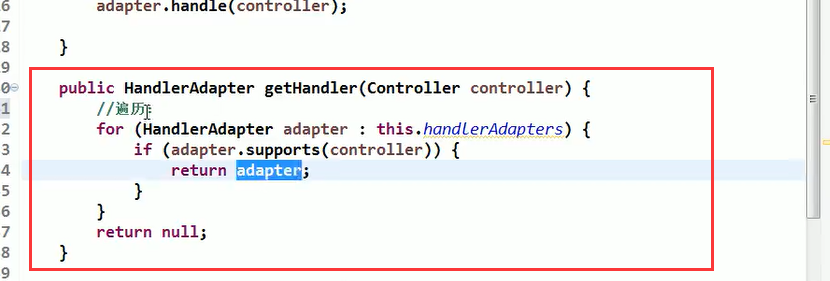 6 adapter.handle(controller);
7
8 }
9
0 public HandlerAdapter getHandler(Controller controller) {
1 //遍历:
2 for (HandlerAdapter adapter : this.handlerAdapters) {
3 if (adapter.supports(controller)) {
4 return adapter;
5 }
6 }
7 return null;
8 }
9